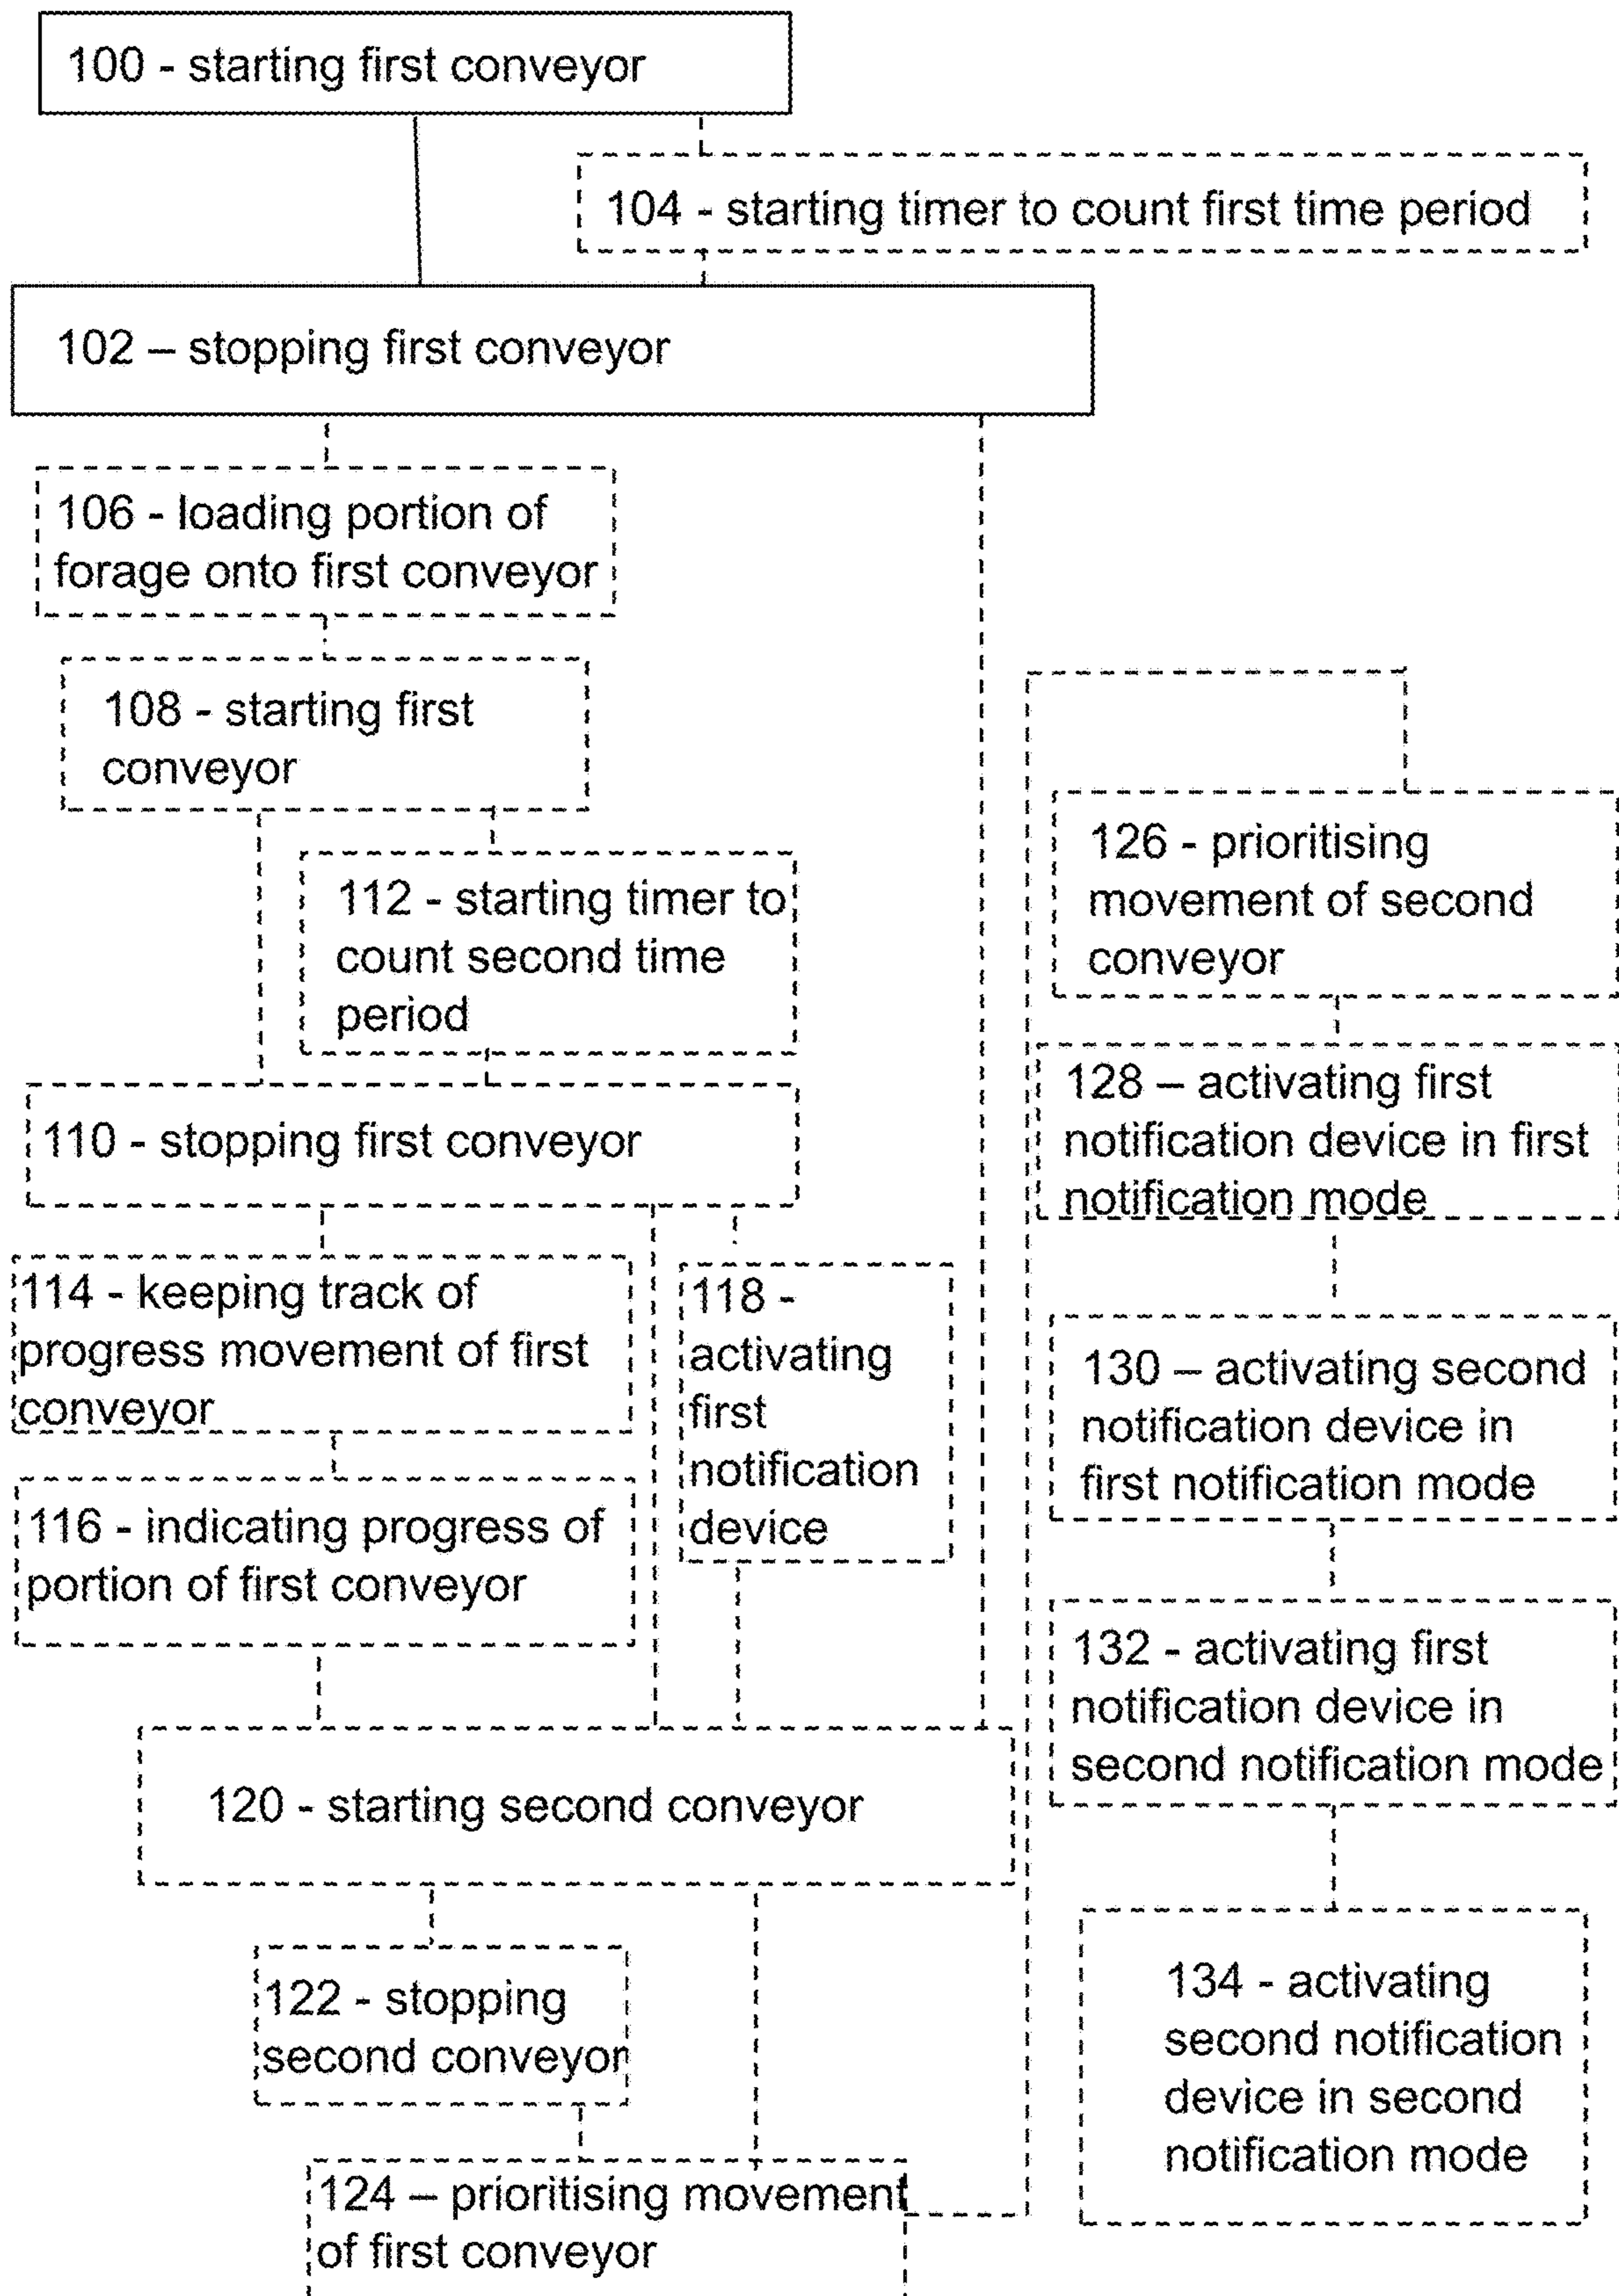 100 - starting first conveyor
104 - starting timer to count first time period
102 – stopping first conveyor
106 - loading portion of
forage onto first conveyor
108 - starting first
conveyor
112 - starting timer to
count second time
period
110 - stopping first conveyor
114 - keeping track of
progress movement of first
conveyor
116 - indicating progress of
portion of first conveyor
118 -
activating
first
notification
device
120 - starting second conveyor
122 - stopping
second conveyor
124 – prioritising movement
of first conveyor
126 - prioritising
movement of second
conveyor
128 – activating first
notification device in first
notification mode
130 – activating second
notification device in
first notification mode
132 - activating first
notification device in
second notification mode
134 - activating
second notification
device in second
notification mode